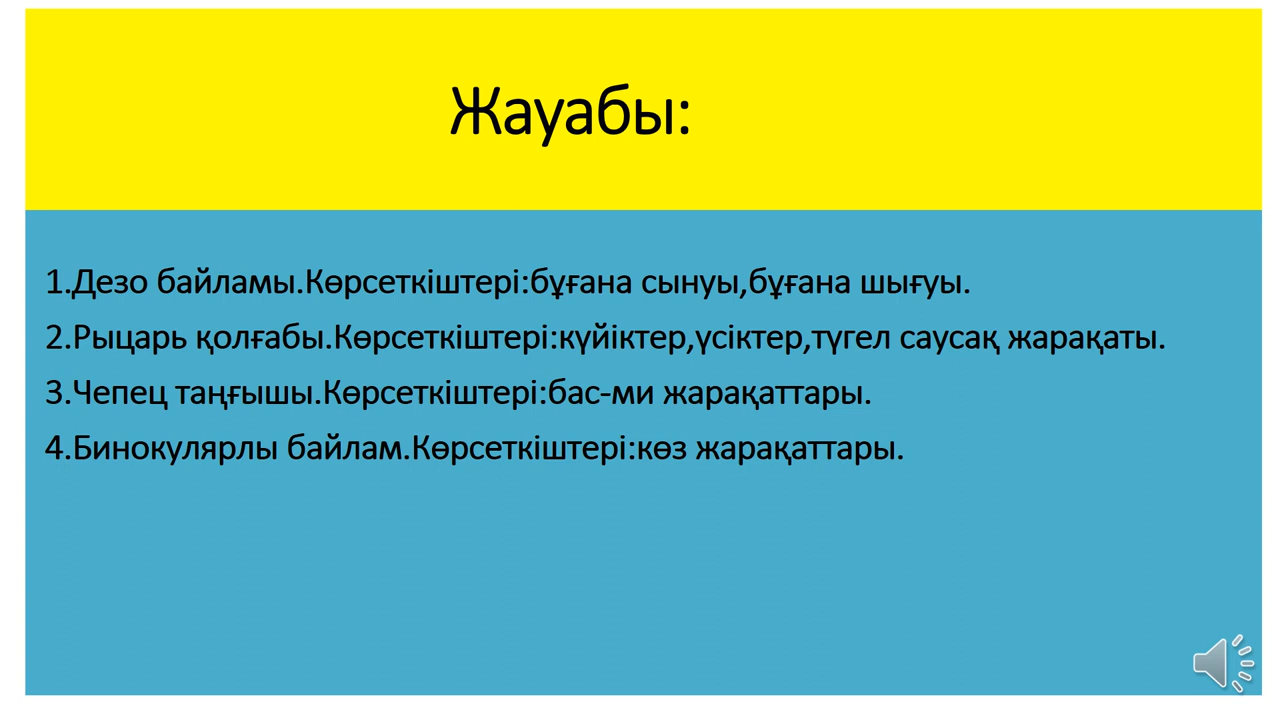 Жауабы:
1.Дезо байламы.Көрсеткіштері:бұғана сынуы,бұғана шығуы.
2.Рыцарь қолғабы.Көрсеткіштері:күйіктер,үсіктер,түгел саусақ жарақаты.
3.Чепец таңғышы.Көрсеткіштері:бас-ми жарақаттары.
4.Бинокулярлы байлам.Көрсеткіштері:көз жарақаттары.